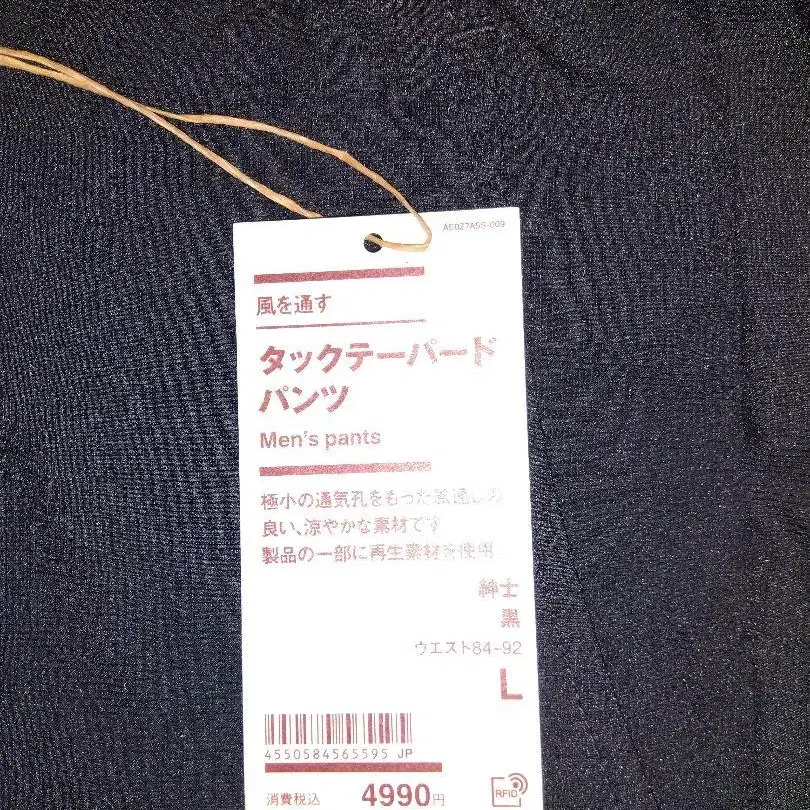 AE0Z7A5S-009
風を通す
タックテーパード
パンツ
Men's pants
極小の通気孔をもった風通しの
良い、涼やかな素材です
製品の一部に再生素材を使用
紳士
黒
ウエスト84-92
L
4550584565595 JP
消費税込 4990円
RFID